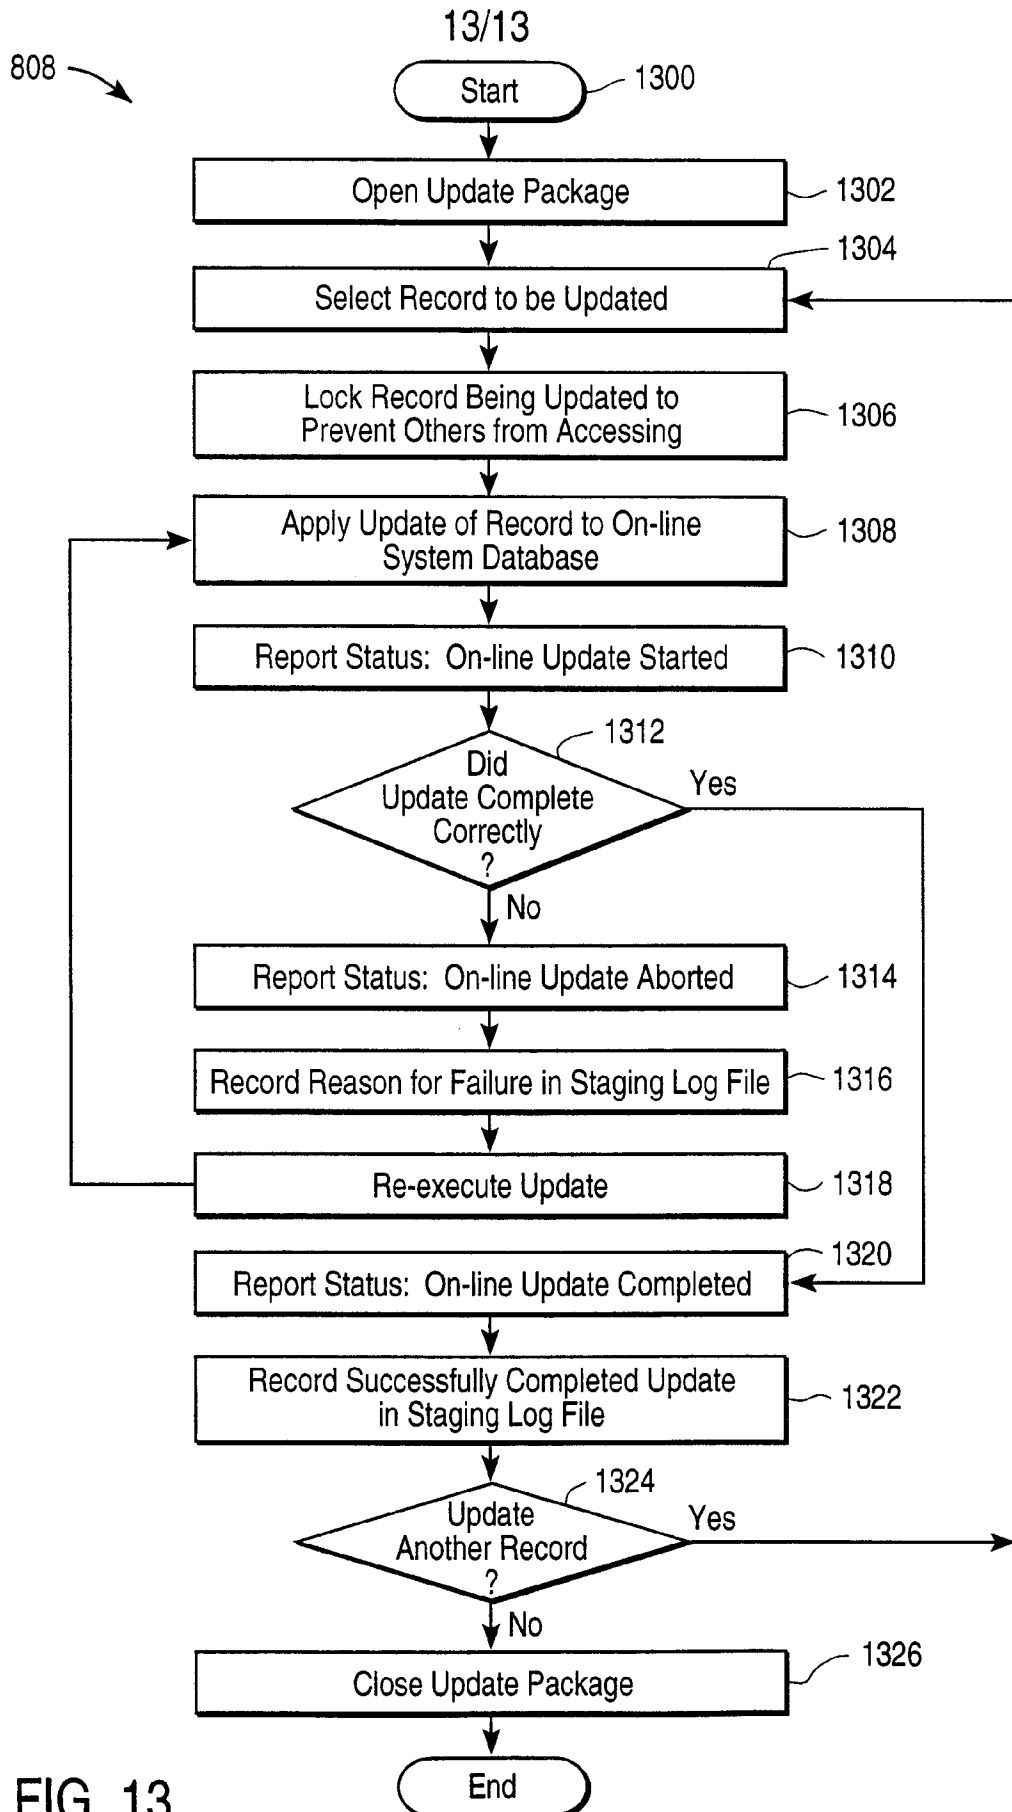 13/13
808
Start
1300
Open Update Package
1302
1304
Select Record to be Updated
Lock Record Being Updated to
Prevent Others from Accessing
1306
Apply Update of Record to On-line
System Database
1308
Report Status: On-line Update Started
1310
1312
Did
Update Complete
Correctly
?
Yes
No
Report Status: On-line Update Aborted
1314
Record Reason for Failure in Staging Log File
1316
Re-execute Update
1318
1320
Report Status: On-line Update Completed
Record Successfully Completed Update
in Staging Log File
1322
1324
Update
Another Record
?
Yes
No
1326
Close Update Package
End
FIG. 13